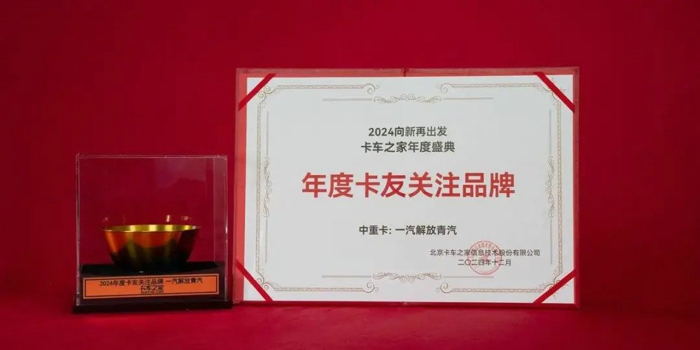 2024向新再出发
卡车之家年度盛典
年度卡友关注品牌
中重卡: 一汽解放青汽
北京卡车之家信息技术股份有限公司
二〇二四年十二月
2024年度卡友关注品牌 一汽解放青汽
卡车之家